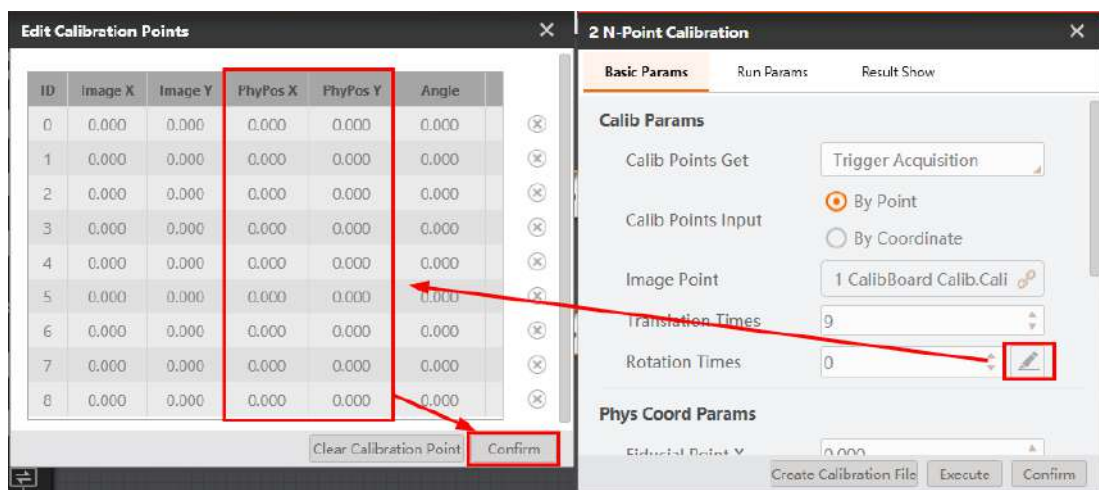 Edit Calibration Points
ID Image X Image Y PhyPos X PhyPos Y Angle
0 0.000 0.000 0.000 0.000 0.000
1 0.000 0.000 0.000 0.000 0.000
2 0.000 0.000 0.000 0.000 0.000
3 0.000 0.000 0.000 0.000 0.000
4 0.000 0.000 0.000 0.000 0.000
5 0.000 0.000 0.000 0.000 0.000
6 0.000 0.000 0.000 0.000 0.000
7 0.000 0.000 0.000 0.000 0.000
8 0.000 0.000 0.000 0.000 0.000
Clear Calibration Point Confirm
2 N-Point Calibration
Basic Params Run Params Result Show
Calib Params
Calib Points Get Trigger Acquisition
Calib Points Input
By Point
By Coordinate
Image Point 1 CalibBoard Calib.Cali
Translation Times 9
Rotation Times 0
Phys Coord Params
Fiducial Point X 0.000
Create Calibration File Execute Confirm